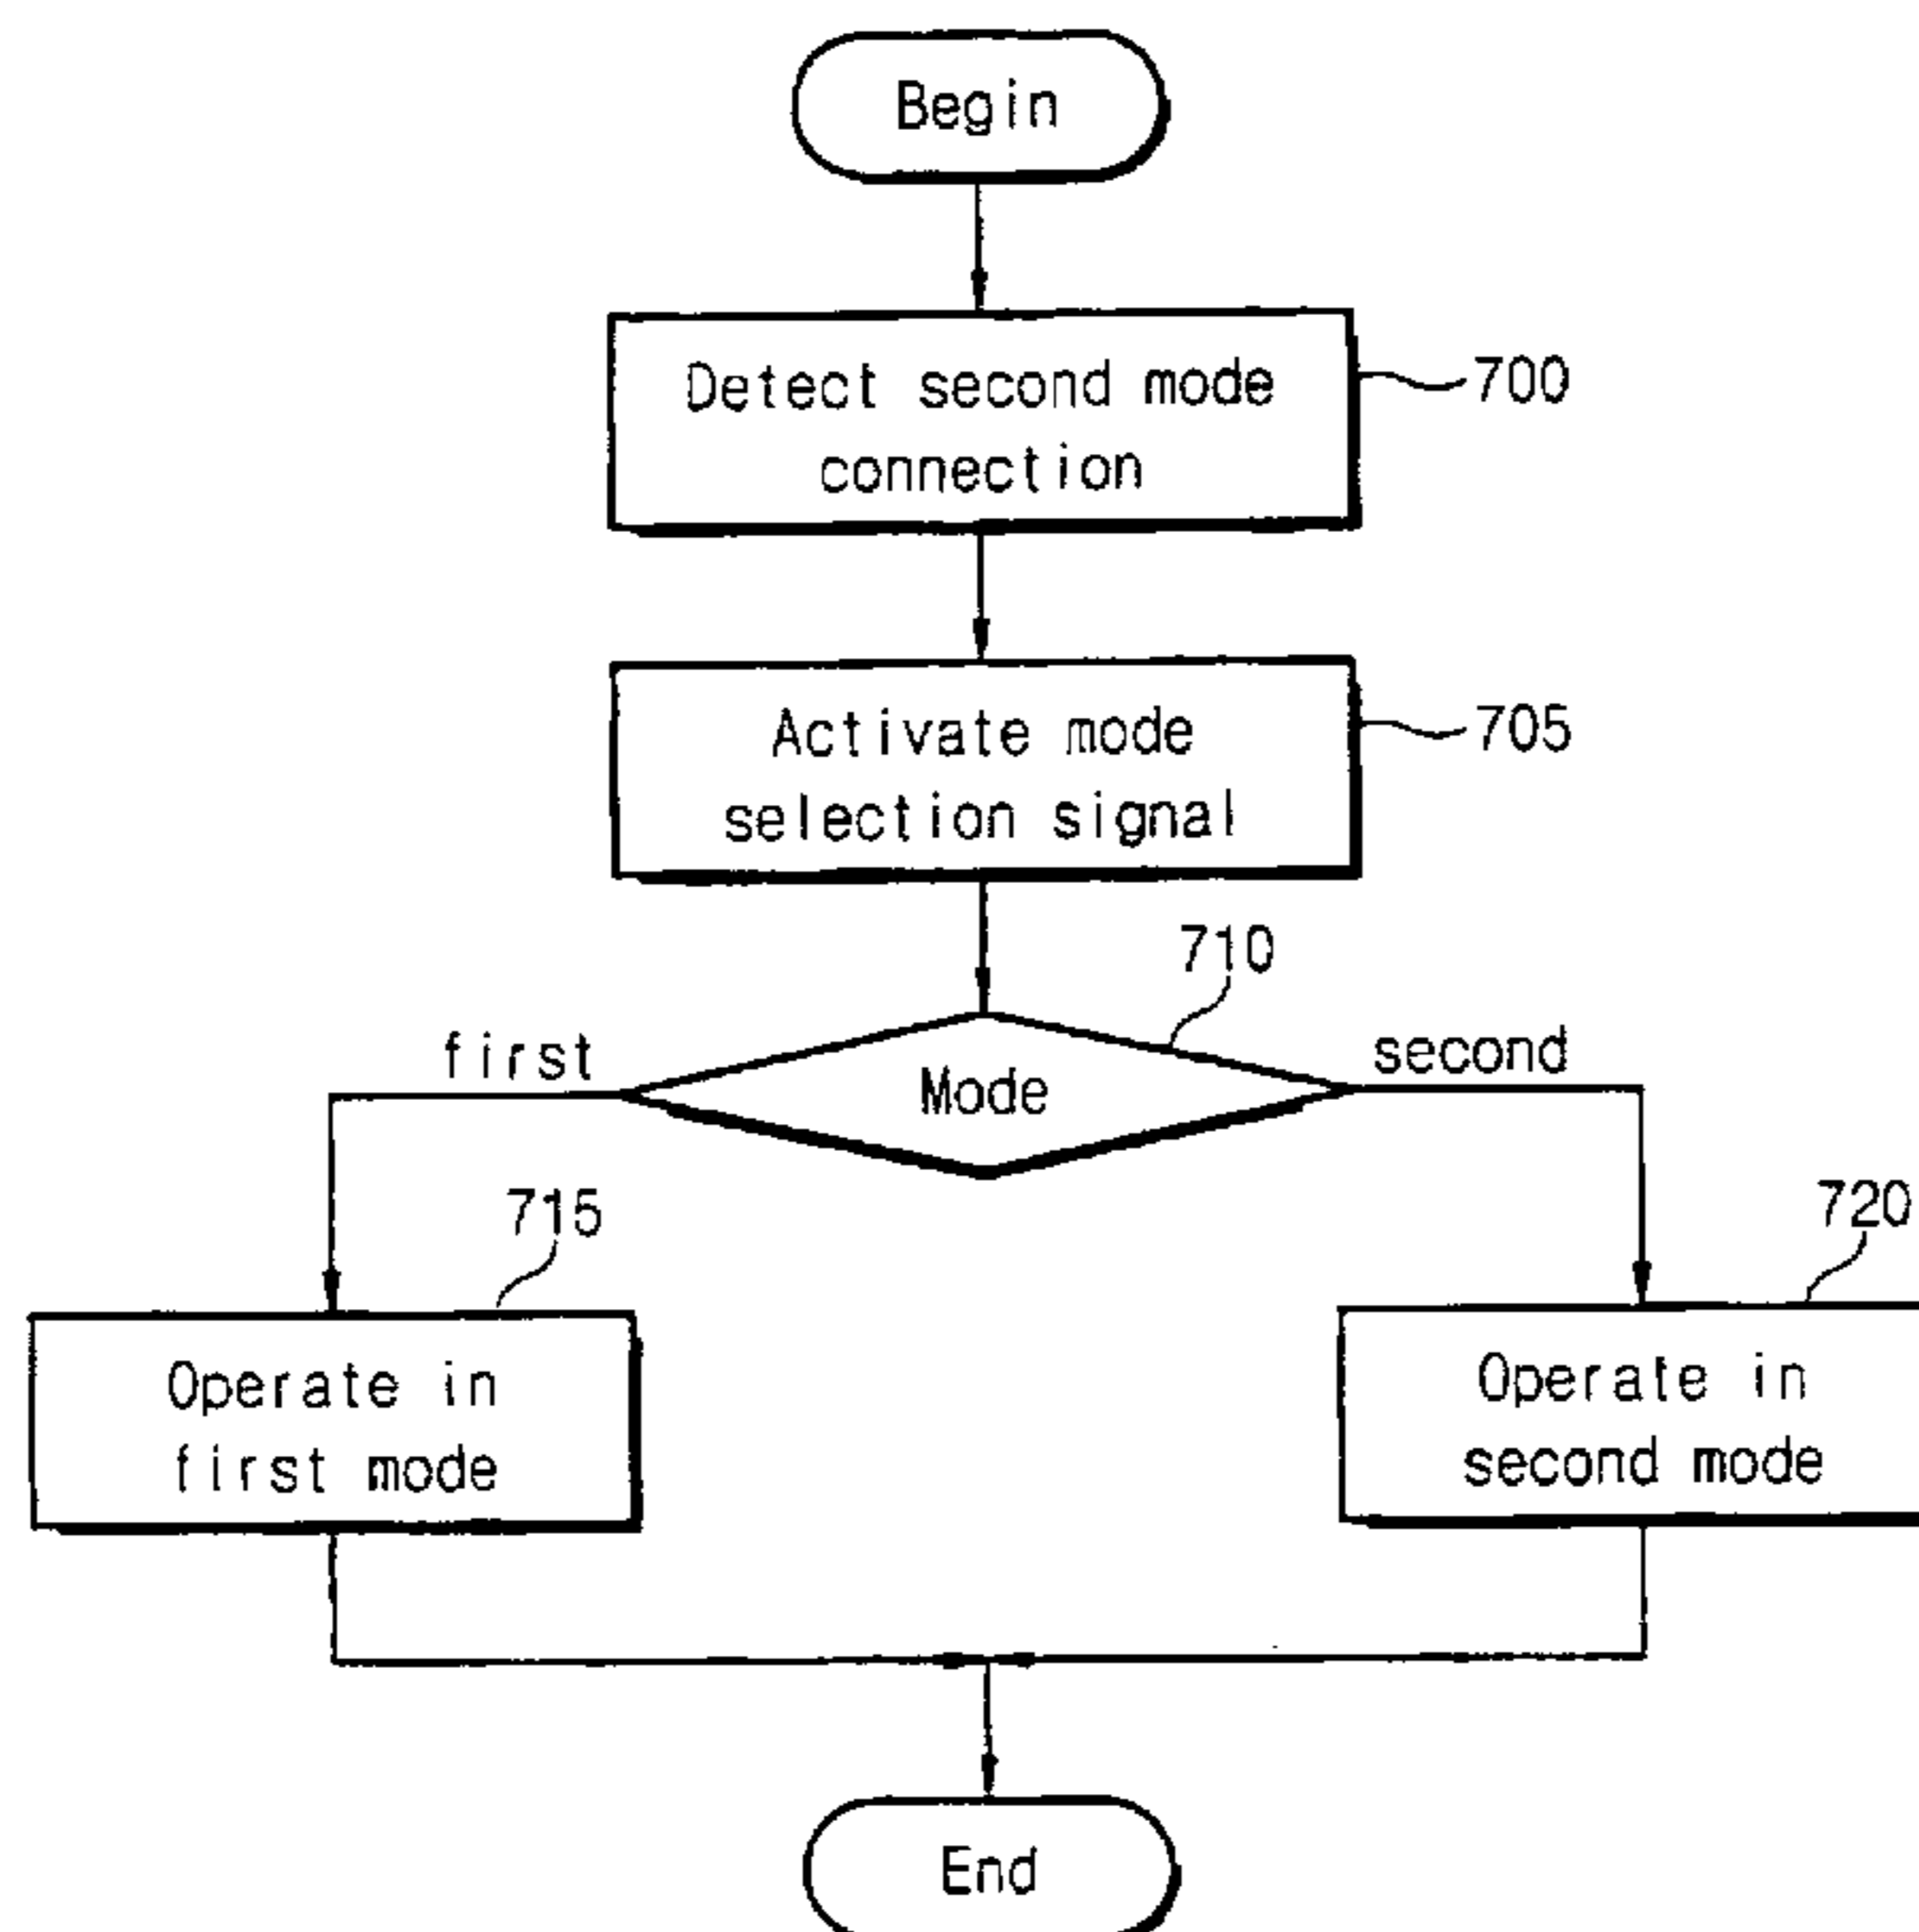 Begin
Detect second mode
connection
700
Activate mode
selection signal
705
710
first
Mode
second
715
720
Operate in
first mode
Operate in
second mode
End